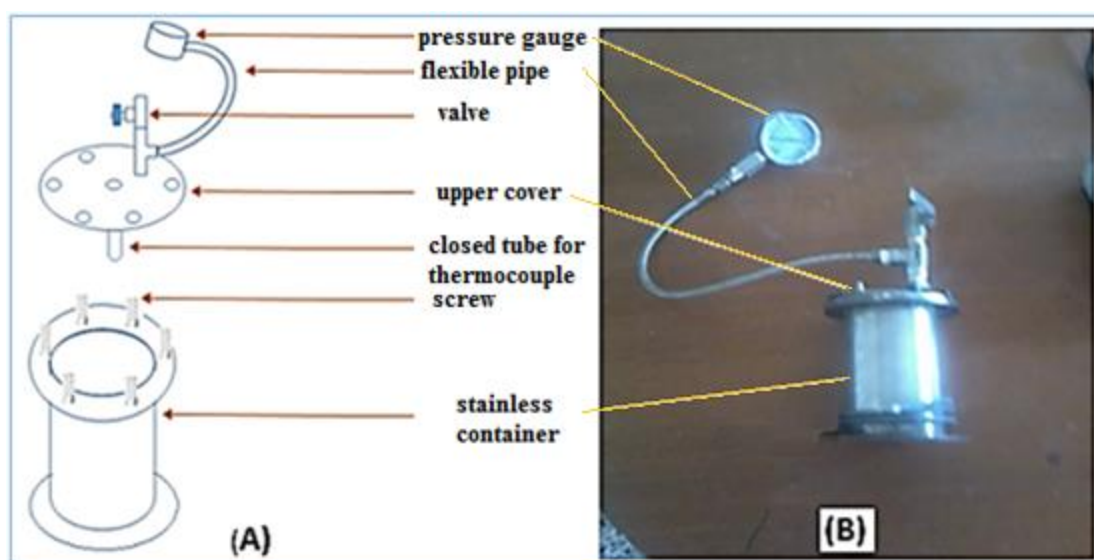 pressure gauge
flexible pipe
valve
upper cover
closed tube for
thermocouple
screw
stainless
container
(A)
(B)